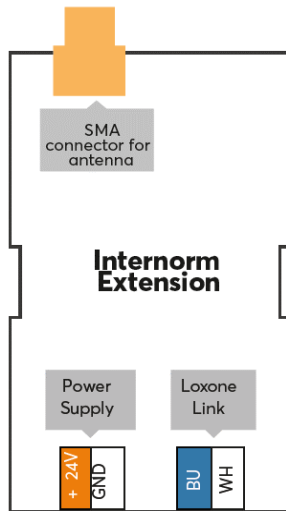 SMA
connector for
antenna
Internorm
Extension
Power
Supply
Loxone
Link
+ 24V
GND
BU
WH